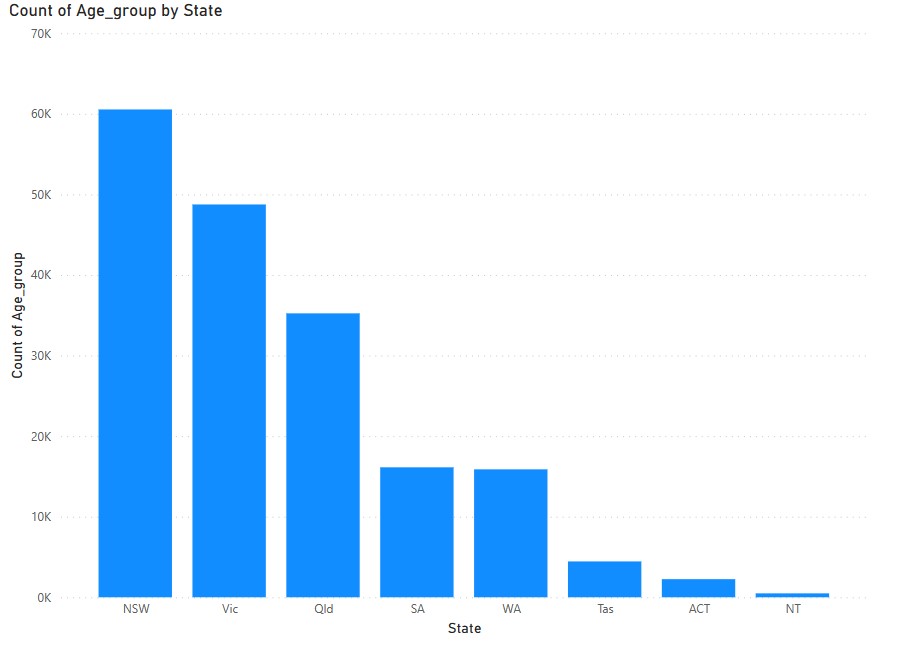 Count of Age_group by State
70K
60K
50K
40K
30K
20K
10K
0K
Count of Age_group
NSW Vic Qld SA WA Tas ACT NT
State